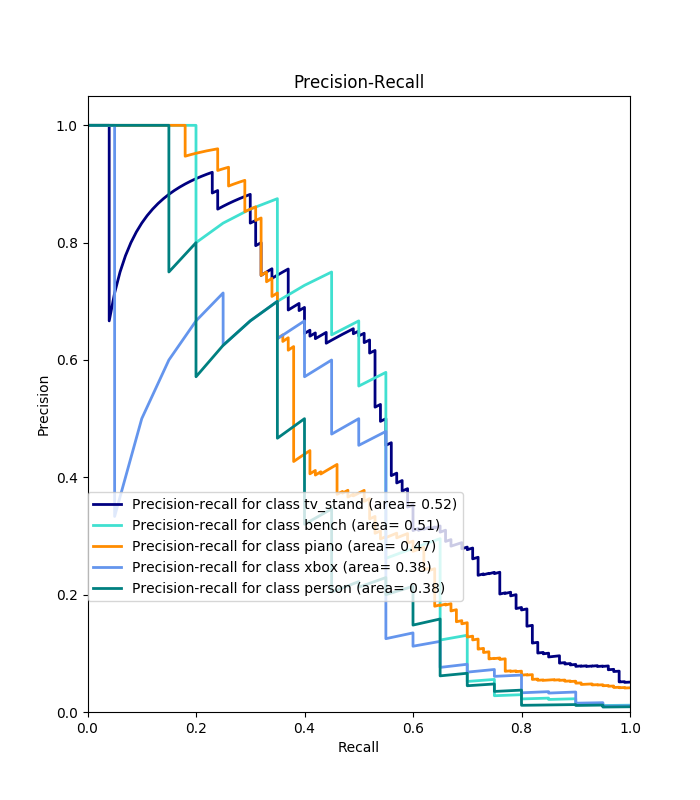 Precision-Recall
1.0
0.8
0.6
0.4
0.2
0.0
Precision
Precision-recall for class tv_stand (area= 0.52)
Precision-recall for class bench (area= 0.51)
Precision-recall for class piano (area= 0.47)
Precision-recall for class xbox (area= 0.38)
Precision-recall for class person (area= 0.38)
0.0 0.2 0.4 0.6 0.8 1.0
Recall